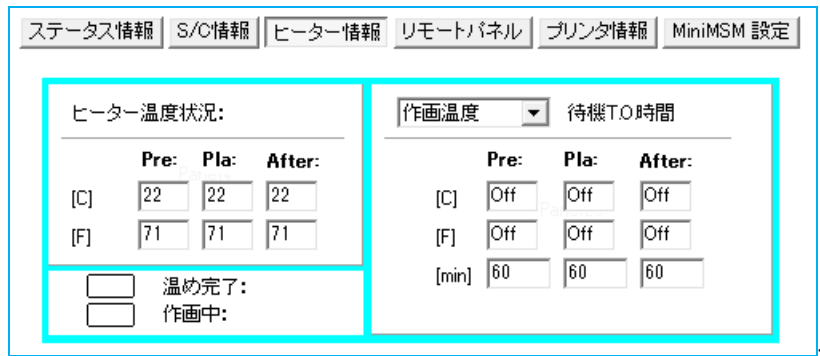 ステータス情報 S/C情報 ヒーター情報 リモートパネル プリンタ情報 MiniMSM 設定
ヒーター温度状況:
Pre: Pla: After:
[C] 22 22 22
[F] 71 71 71
温め完了:
作画中:
作画温度 待機T.O時間
Pre: Pla: After:
[C] Off Off Off
[F] Off Off Off
[min] 60 60 60